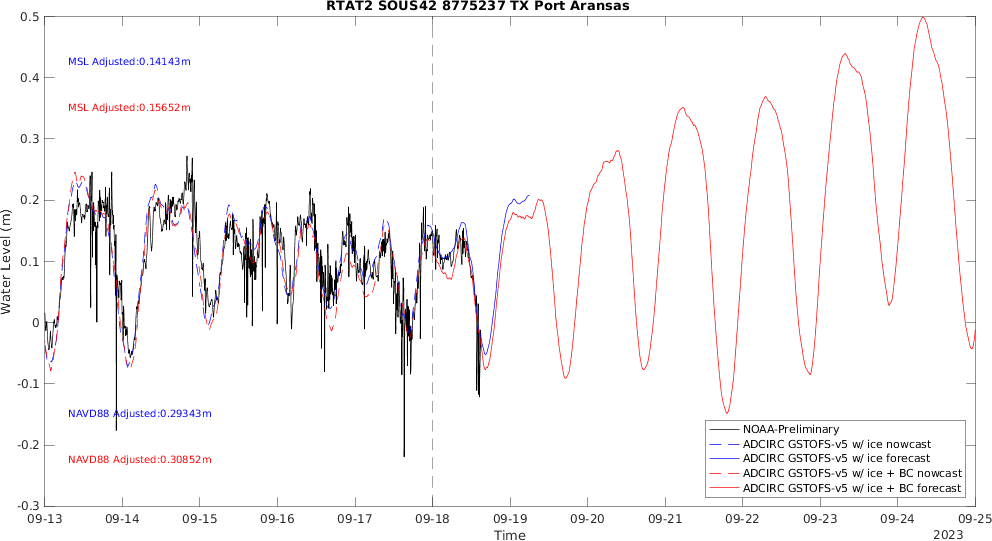 RTAT2 SOUS42 8775237 TX Port Aransas
0.5
0.4
0.3
0.2
0.1
0
-0.1
-0.2
-0.3
Water Level (m)
MSL Adjusted:0.14143m
MSL Adjusted:0.15652m
NAVD88 Adjusted:0.29343m
NAVD88 Adjusted:0.30852m
NOAA-Preliminary
ADCIRC GSTOFS-v5 w/ ice nowcast
ADCIRC GSTOFS-v5 w/ ice forecast
ADCIRC GSTOFS-v5 w/ ice + BC nowcast
ADCIRC GSTOFS-v5 w/ ice + BC forecast
09-13 09-14 09-15 09-16 09-17 09-18 09-19 09-20 09-21 09-22 09-23 09-24 09-25
Time
2023